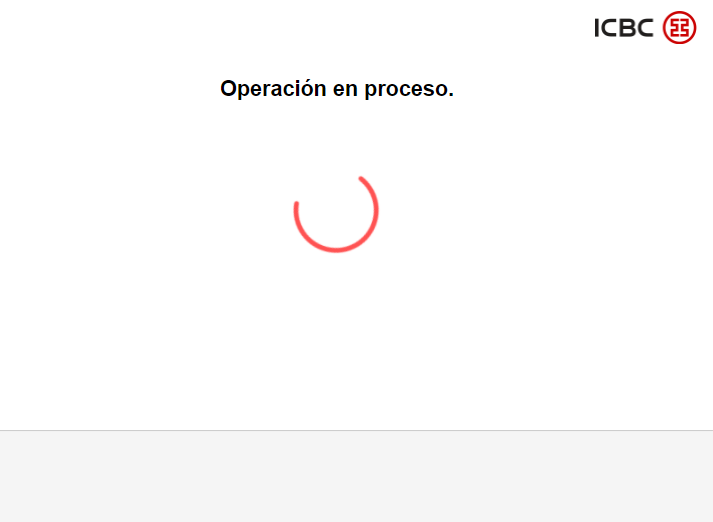 ICBC
Operación en proceso.